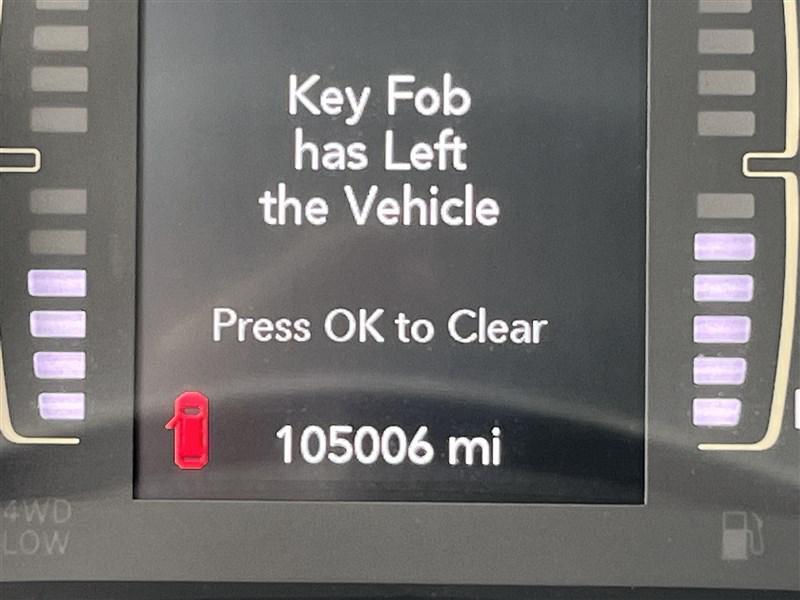 Key Fob
has Left
the Vehicle
Press OK to Clear
105006 mi
4WD
LOW